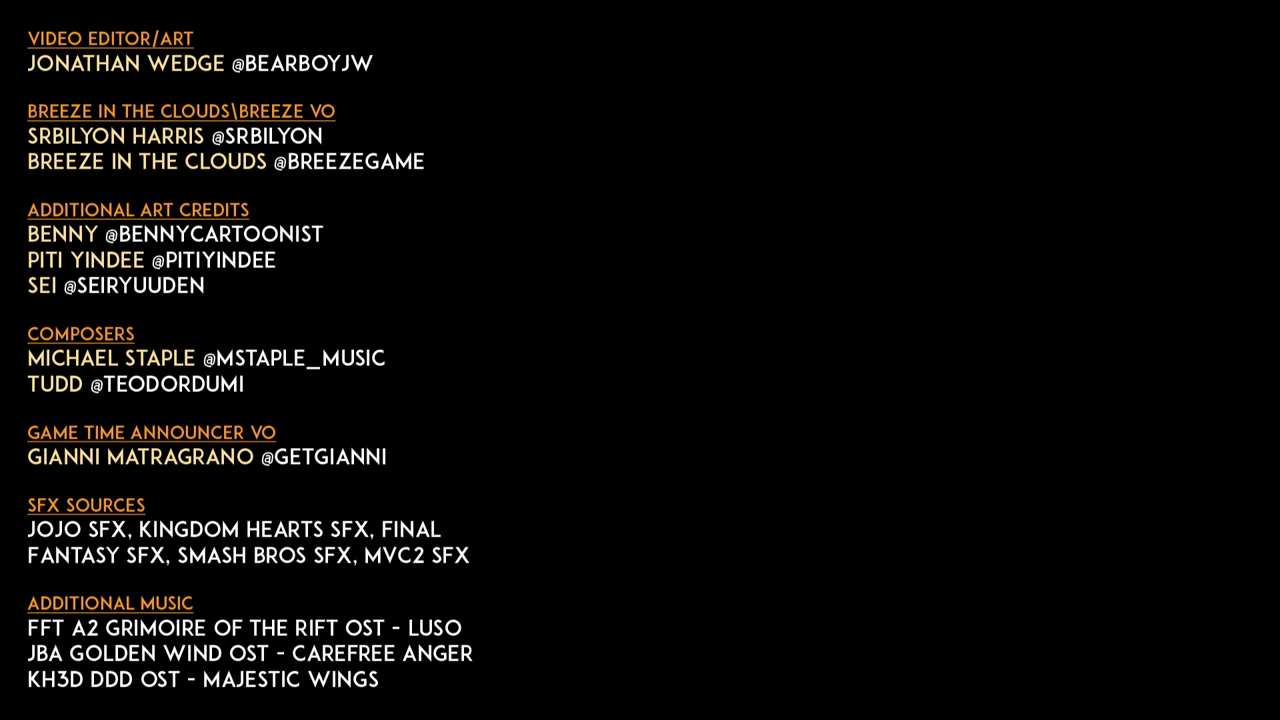 VIDEO EDITOR/ART
JONATHAN WEDGE @BEARBOYJW
BREEZE IN THE CLOUDS\BREEZE VO
SRBILYON HARRIS @SRBILYON
BREEZE IN THE CLOUDS @BREEZEGAME
ADDITIONAL ART CREDITS
BENNY @BENNYCARTOONIST
PITI YINDEE @PITIYINDEE
SEI @SEIRYUUDEN
COMPOSERS
MICHAEL STAPLE @MSTAPLE_MUSIC
TUDD @TEODORDUMI
GAME TIME ANNOUNCER VO
GIANNI MATRAGRANO @GETGIANNI
SFX SOURCES
JOJO SFX, KINGDOM HEARTS SFX, FINAL
FANTASY SFX, SMASH BROS SFX, MVC2 SFX
ADDITIONAL MUSIC
FFT A2 GRIMOIRE OF THE RIFT OST - LUSO
JBA GOLDEN WIND OST - CAREFREE ANGER
KH3D DDD OST - MAJESTIC WINGS